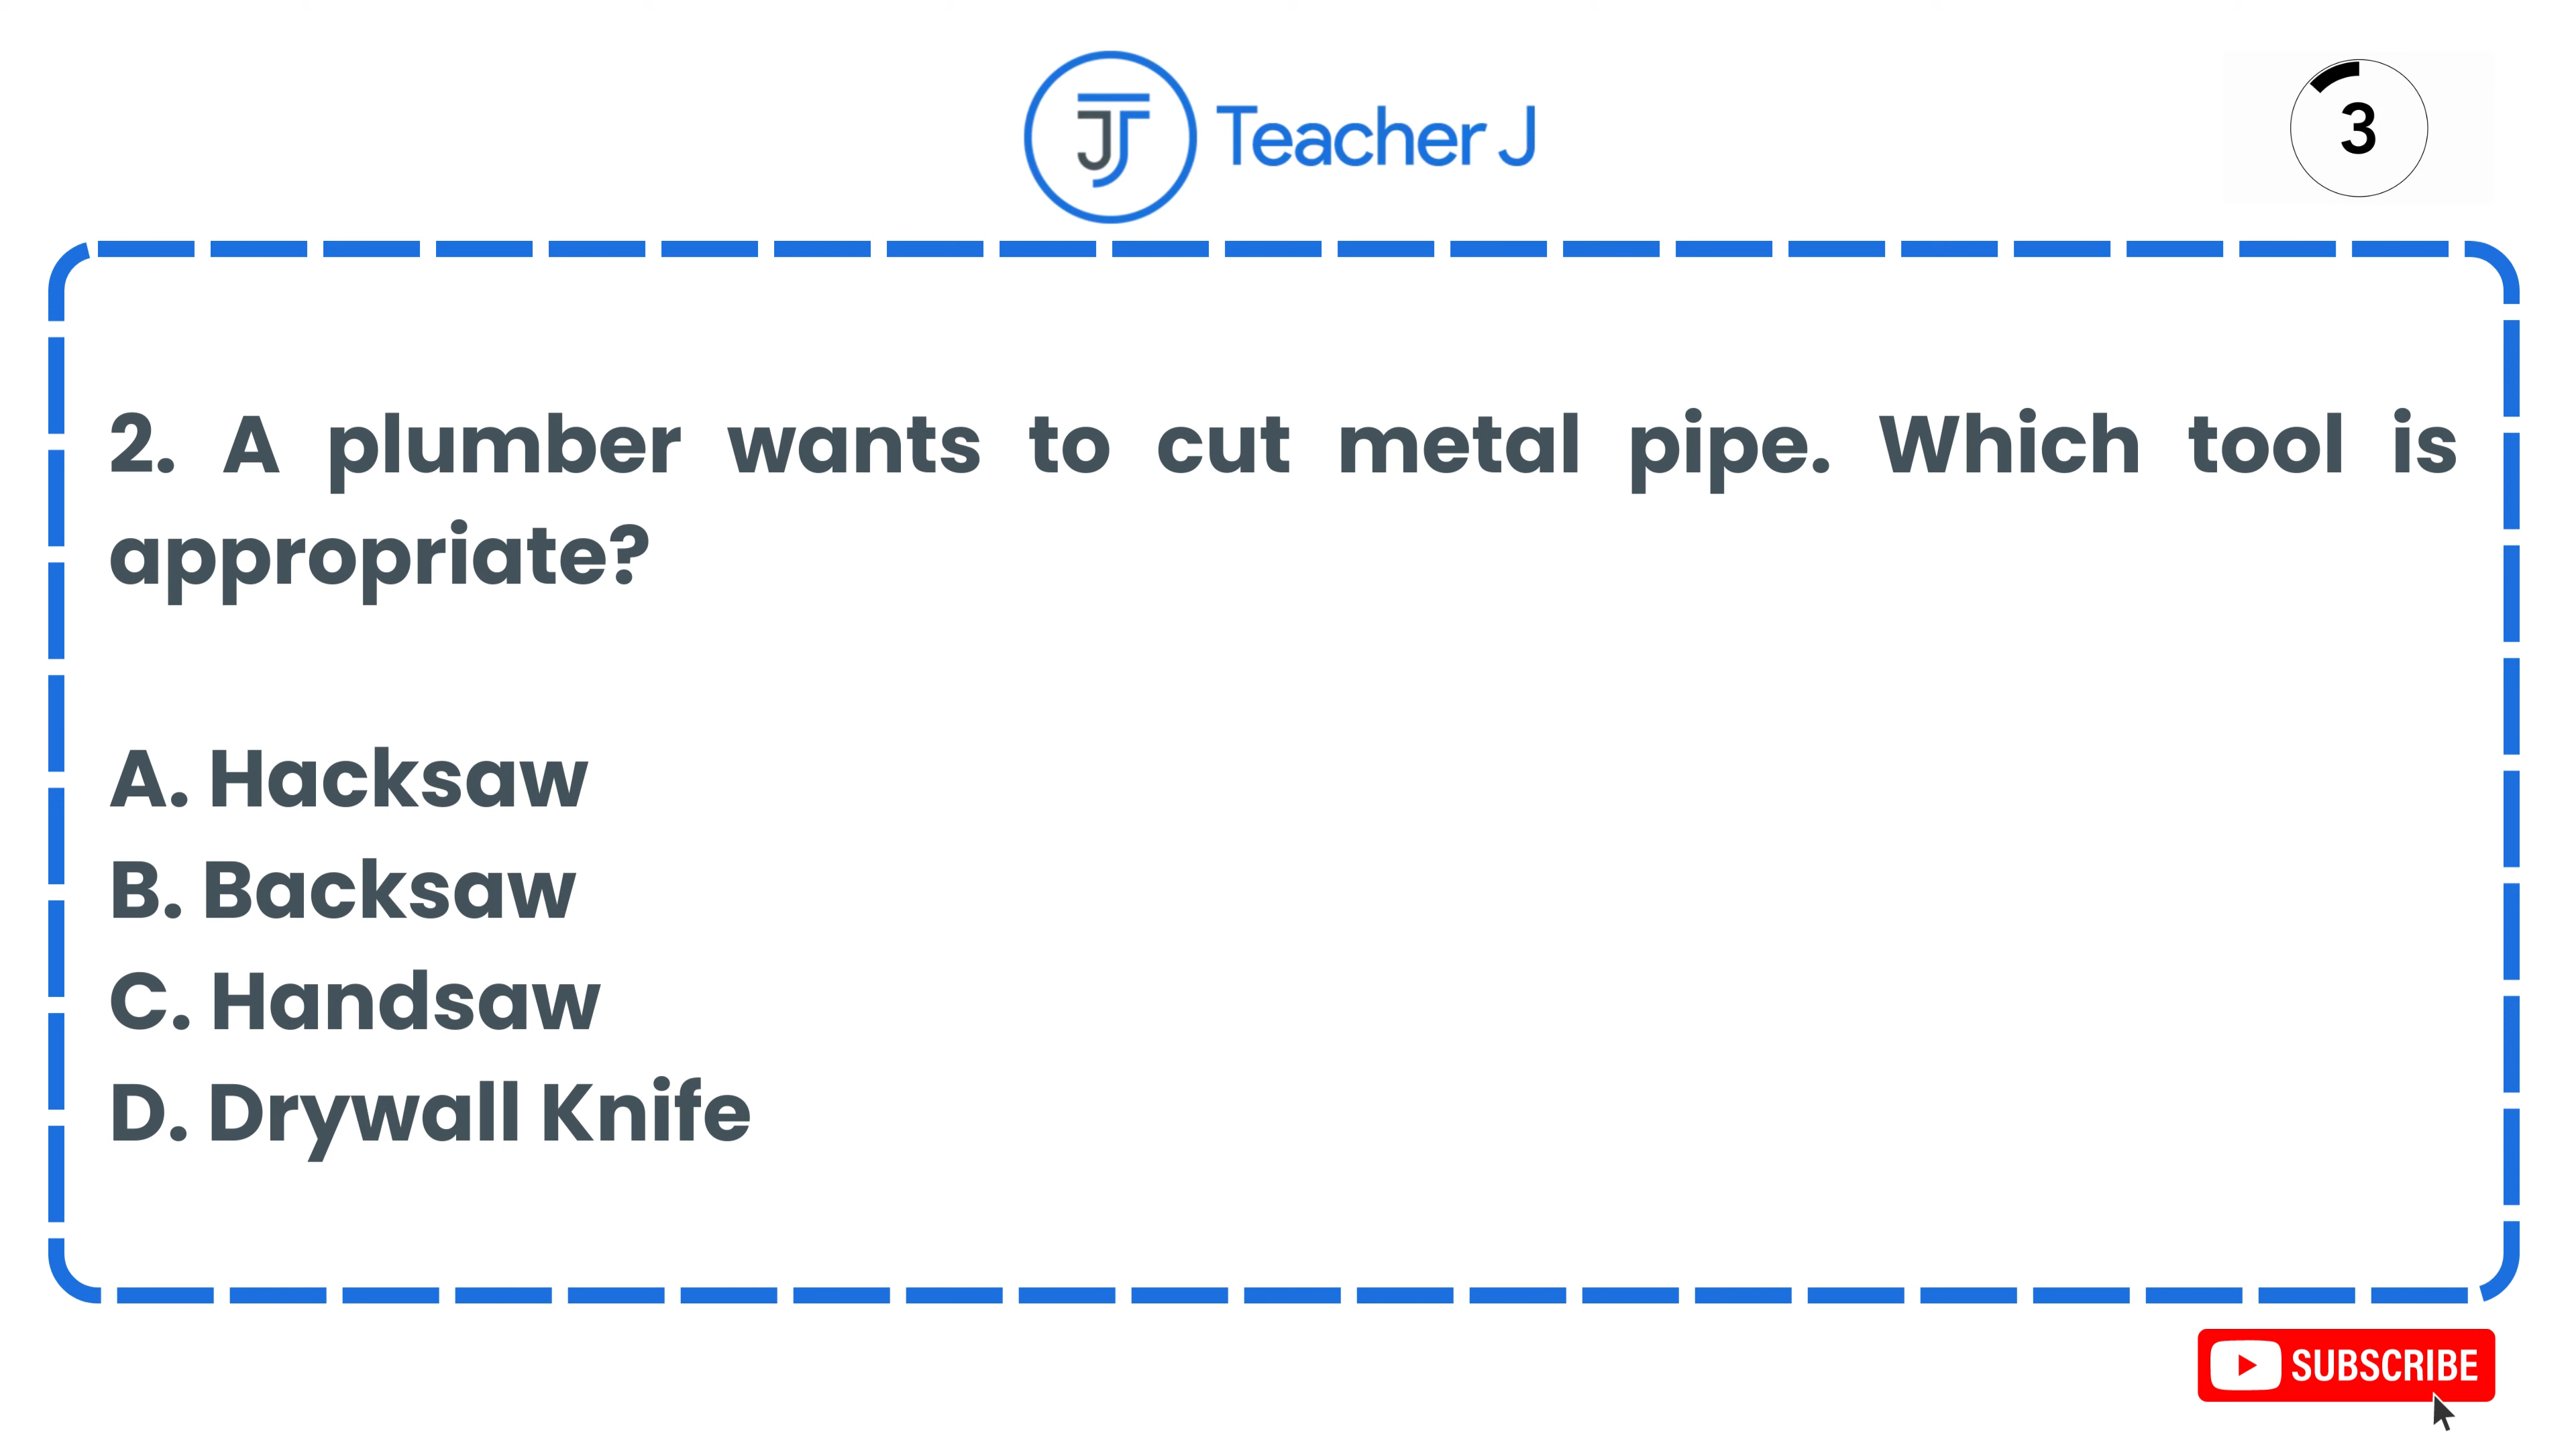 JJ Teacher J
3
2. A plumber wants to cut metal pipe. Which tool is
appropriate?
A. Hacksaw
B. Backsaw
C. Handsaw
D. Drywall Knife
SUBSCRIBE